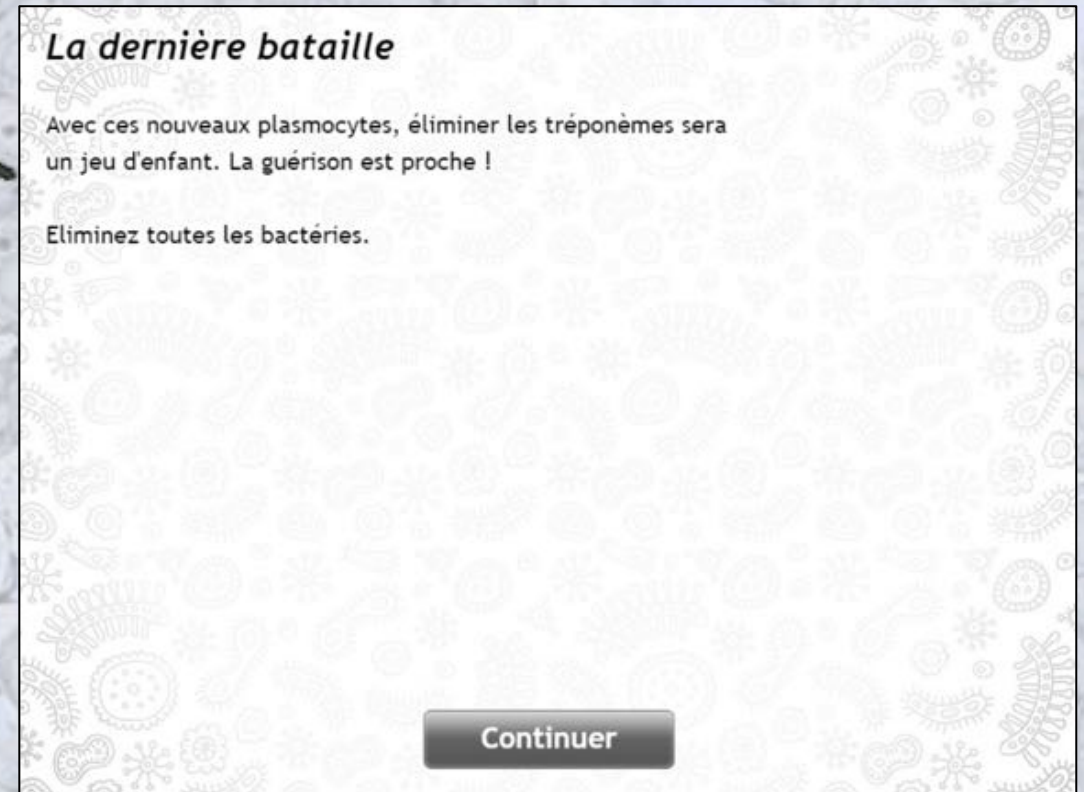 La dernière bataille
Avec ces nouveaux plasmocytes, éliminer les tréponèmes sera
un jeu d'enfant. La guérison est proche !
Eliminez toutes les bactéries.
Continuer